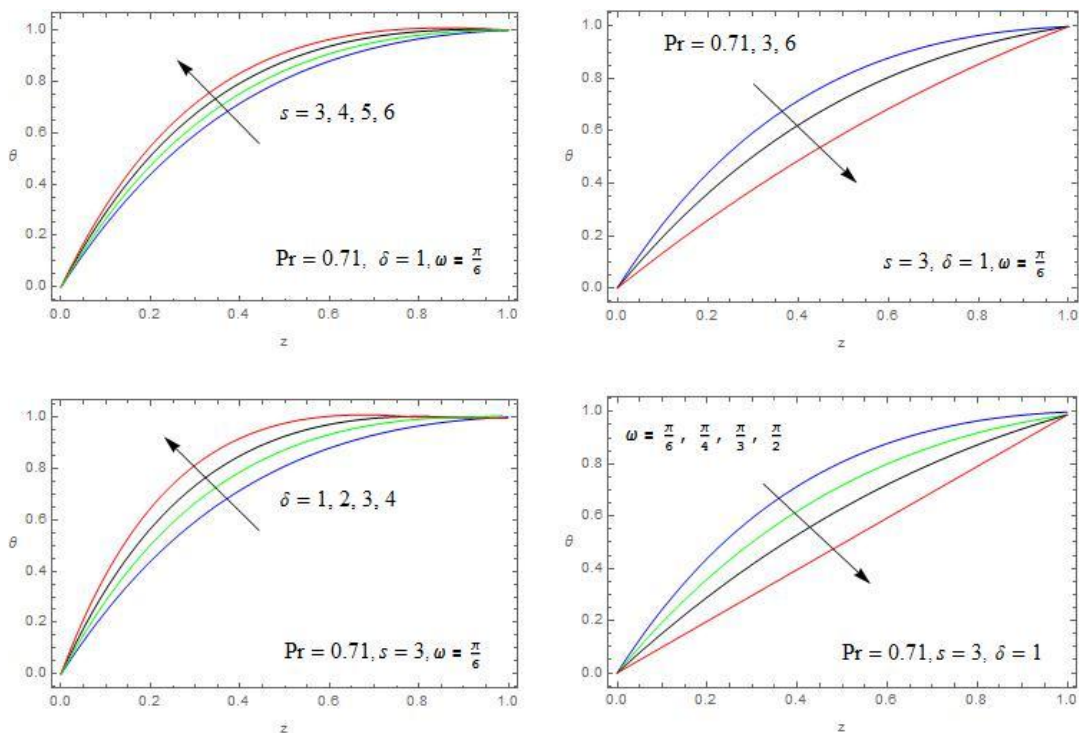 1.0
0.8
0.6
0.4
0.2
0.0
θ
s = 3, 4, 5, 6
Pr = 0.71, δ = 1, ω = π/6
0.0 0.2 0.4 0.6 0.8 1.0
z
1.0
0.8
0.6
0.4
0.2
0.0
θ
Pr = 0.71, 3, 6
s = 3, δ = 1, ω = π/6
0.0 0.2 0.4 0.6 0.8 1.0
z
1.0
0.8
0.6
0.4
0.2
0.0
θ
δ = 1, 2, 3, 4
Pr = 0.71, s = 3, ω = π/6
0.0 0.2 0.4 0.6 0.8 1.0
z
1.0
0.8
0.6
0.4
0.2
0.0
θ
ω = π/6 , π/4 , π/3 , π/2
Pr = 0.71, s = 3, δ = 1
0.0 0.2 0.4 0.6 0.8 1.0
z